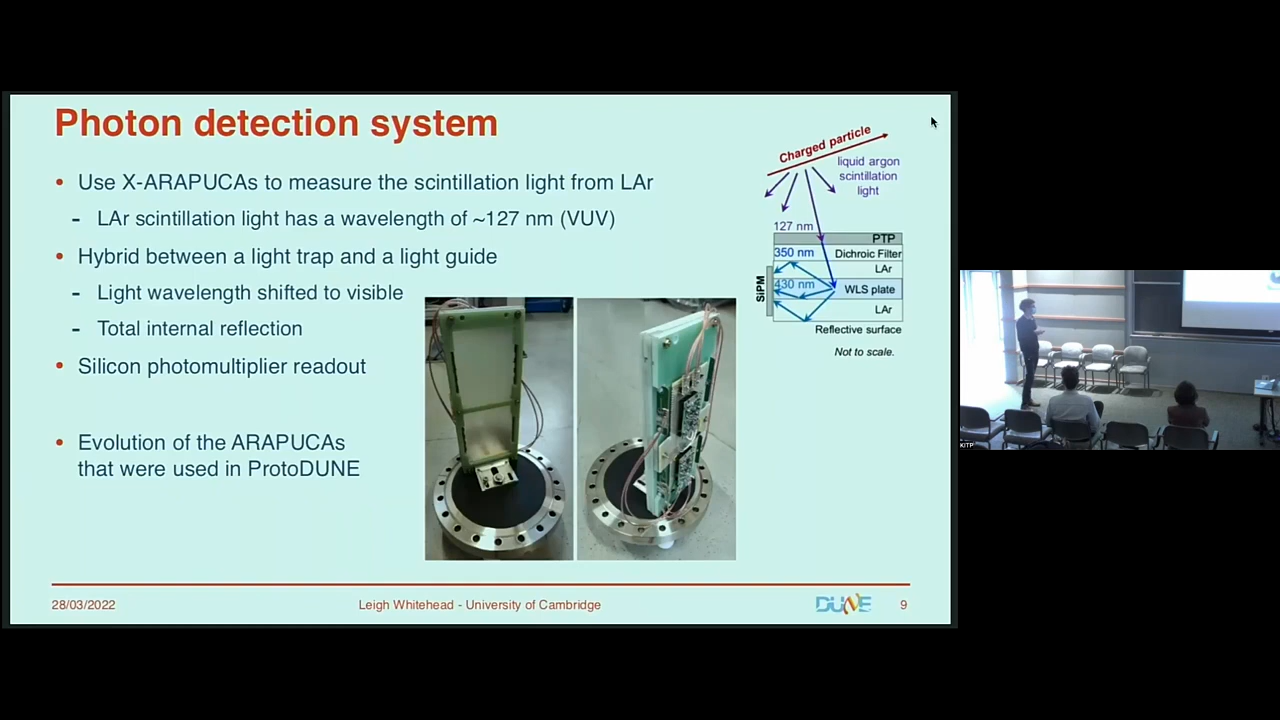 Photon detection system
• Use X-ARAPUCAs to measure the scintillation light from LAr
- LAr scintillation light has a wavelength of ~127 nm (VUV)
• Hybrid between a light trap and a light guide
- Light wavelength shifted to visible
- Total internal reflection
• Silicon photomultiplier readout
• Evolution of the ARAPUCAs
that were used in ProtoDUNE
Charged particle
liquid argon
scintillation
light
127 nm
PTP
350 nm
Dichroic Filter
LAr
SiPM
430 nm
WLS plate
LAr
Reflective surface
Not to scale.
28/03/2022
Leigh Whitehead - University of Cambridge
DUNE
9
KITP